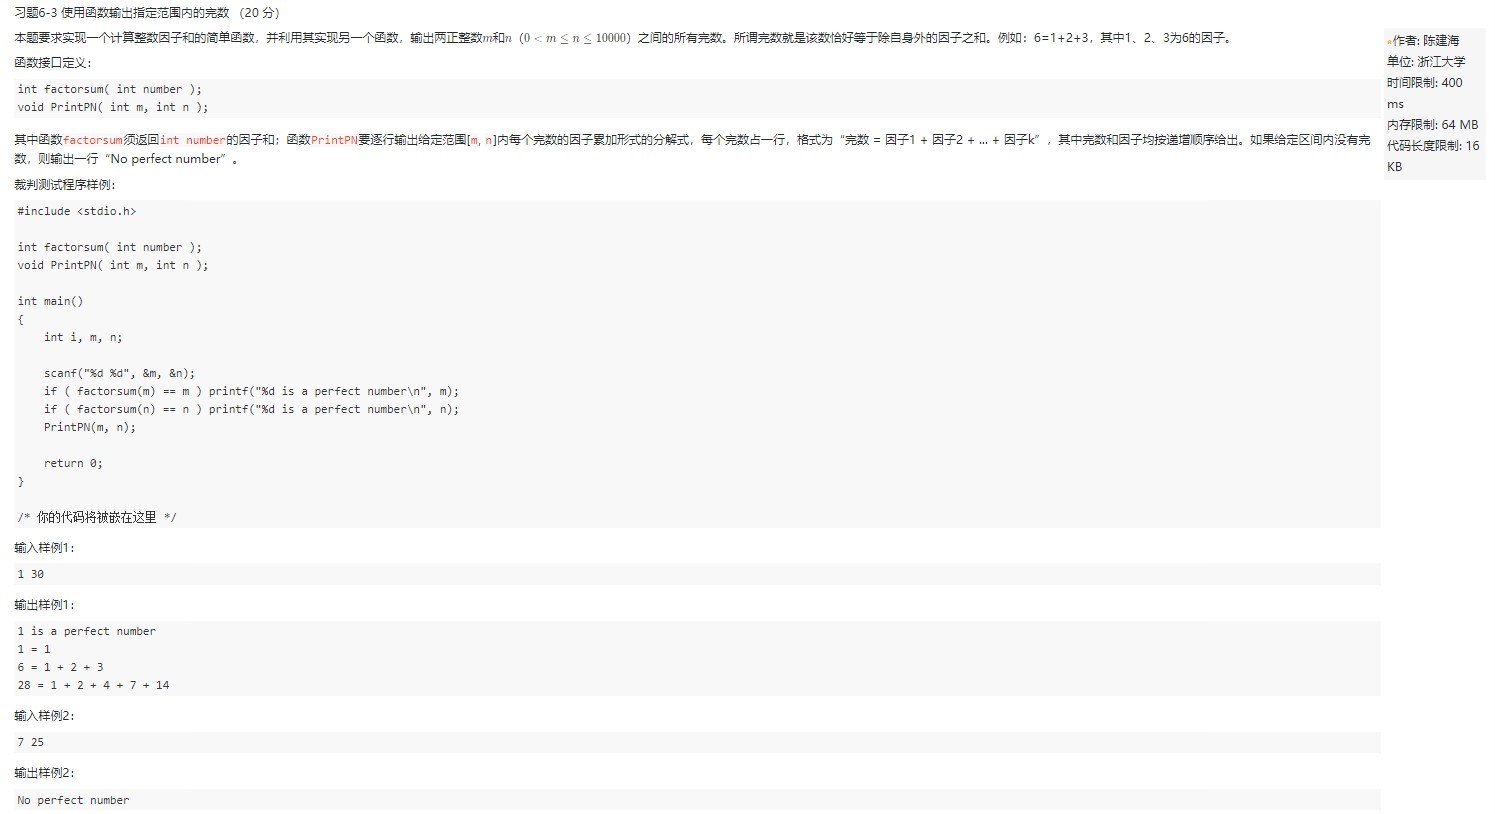 习题6-3 使用函数输出指定范围内的完数 （20 分）
本题要求实现一个计算整数因子和的简单函数，并利用其实现另一个函数，输出两正整数m和n（0 < m ≤ n ≤ 10000）之间的所有完数。所谓完数就是该数恰好等于除自身外的因子之和。例如：6=1+2+3，其中1、2、3为6的因子。
函数接口定义：
int factorsum( int number );
void PrintPN( int m, int n );
其中函数factorsum须返回int number的因子和；函数PrintPN要逐行输出给定范围[m, n]内每个完数的因子累加形式的分解式，每个完数占一行，格式为“完数 = 因子1 + 因子2 + ... + 因子k”，其中完数和因子均按递增顺序给出。如果给定区间内没有完
数，则输出一行“No perfect number”。
裁判测试程序样例：
#include <stdio.h>
int factorsum( int number );
void PrintPN( int m, int n );
int main()
{
    int i, m, n;
    scanf("%d %d", &m, &n);
    if ( factorsum(m) == m ) printf("%d is a perfect number\n", m);
    if ( factorsum(n) == n ) printf("%d is a perfect number\n", n);
    PrintPN(m, n);
    return 0;
}
/* 你的代码将被嵌在这里 */
输入样例1：
1 30
输出样例1：
1 is a perfect number
1 = 1
6 = 1 + 2 + 3
28 = 1 + 2 + 4 + 7 + 14
输入样例2：
7 25
输出样例2：
No perfect number
作者: 陈建海
单位: 浙江大学
时间限制: 400
ms
内存限制: 64 MB
代码长度限制: 16
KB